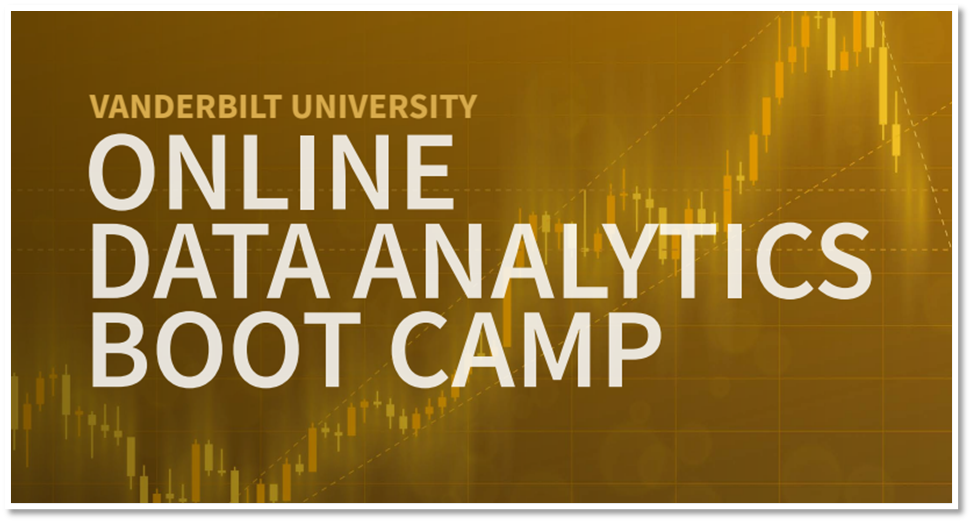 VANDERBILT UNIVERSITY
ONLINE
DATA ANALYTICS
BOOT CAMP